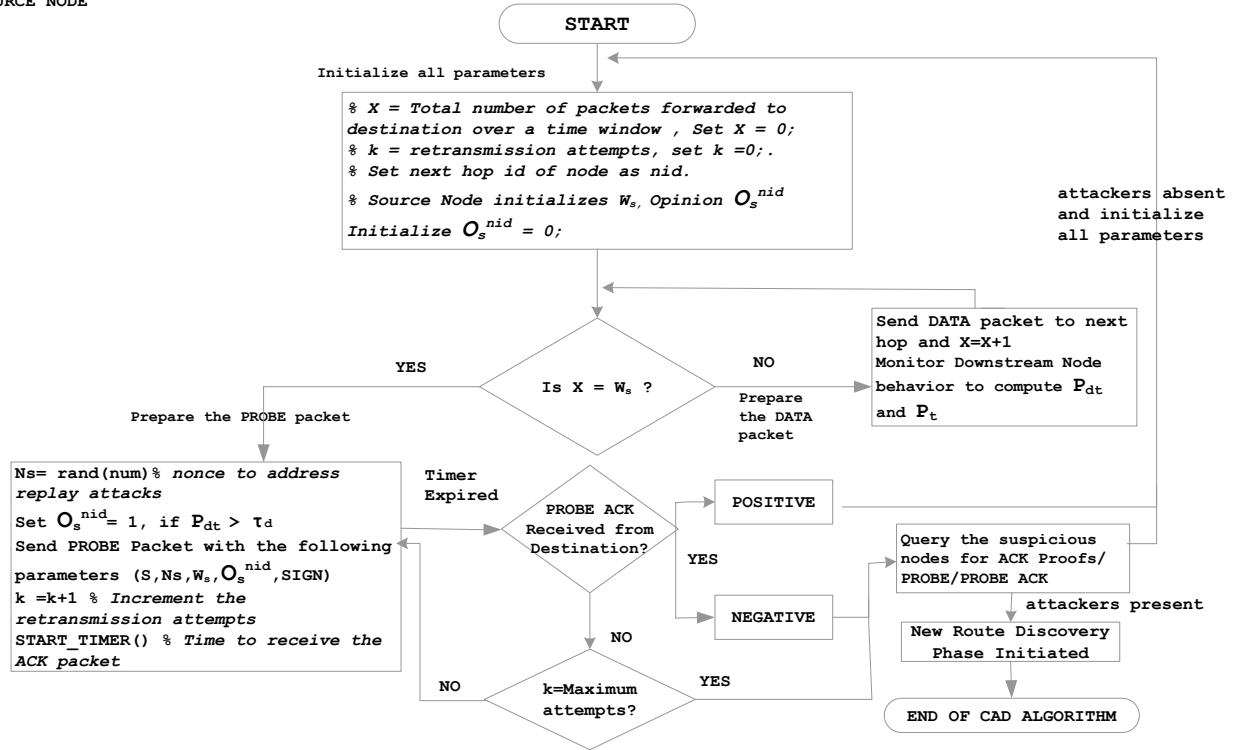 START
Initialize all parameters
% X = Total number of packets forwarded to
destination over a time window , Set X = 0;
% k = retransmission attempts, set k =0;.
% Set next hop id of node as nid.
% Source Node initializes Wₛ, Opinion Oₛⁿⁱᵈ
Initialize Oₛⁿⁱᵈ = 0;
attackers absent
and initialize
all parameters
Is X = Wₛ ?
YES
NO
Prepare
the DATA
packet
Send DATA packet to next
hop and X=X+1
Monitor Downstream Node
behavior to compute P_dt
and P_t
Prepare the PROBE packet
Ns= rand(num)% nonce to address
replay attacks
Set Oₛⁿⁱᵈ= 1, if P_dt > τ_d
Send PROBE Packet with the following
parameters (S,Ns,Wₛ,Oₛⁿⁱᵈ,SIGN)
k =k+1 % Increment the
retransmission attempts
START_TIMER() % Time to receive the
ACK packet
Timer
Expired
PROBE ACK
Received from
Destination?
YES
POSITIVE
NEGATIVE
NO
k=Maximum
attempts?
NO
YES
Query the suspicious
nodes for ACK Proofs/
PROBE/PROBE ACK
attackers present
New Route Discovery
Phase Initiated
END OF CAD ALGORITHM